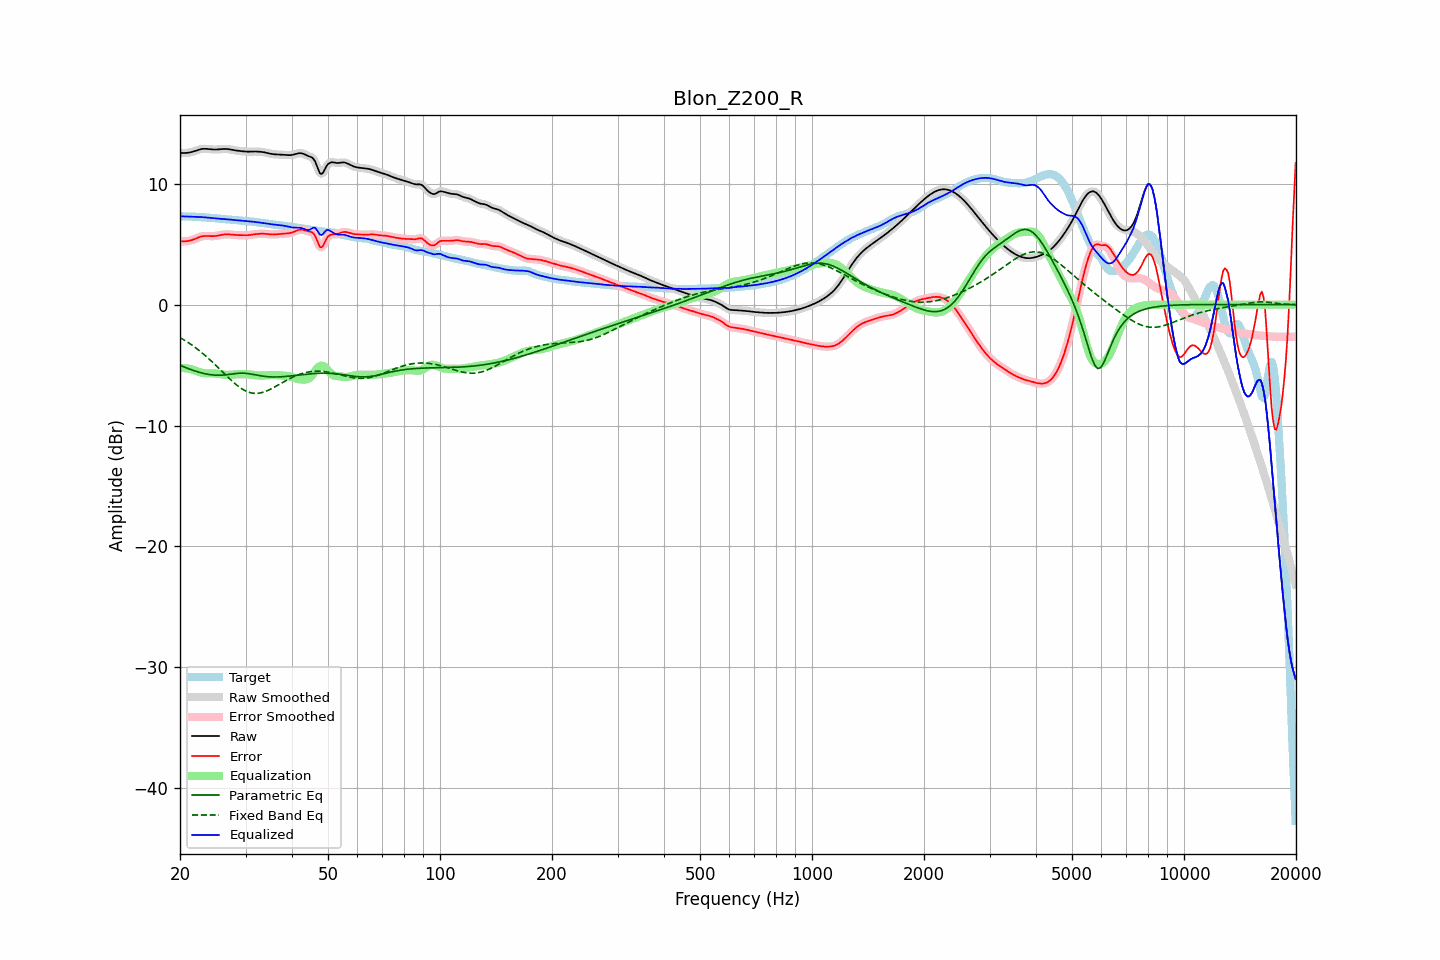 Blon_Z200_R
Amplitude (dBr)
10
0
−10
−20
−30
−40
Target
Raw Smoothed
Error Smoothed
Raw
Error
Equalization
Parametric Eq
Fixed Band Eq
Equalized
20 50 100 200 500 1000 2000 5000 10000 20000
Frequency (Hz)